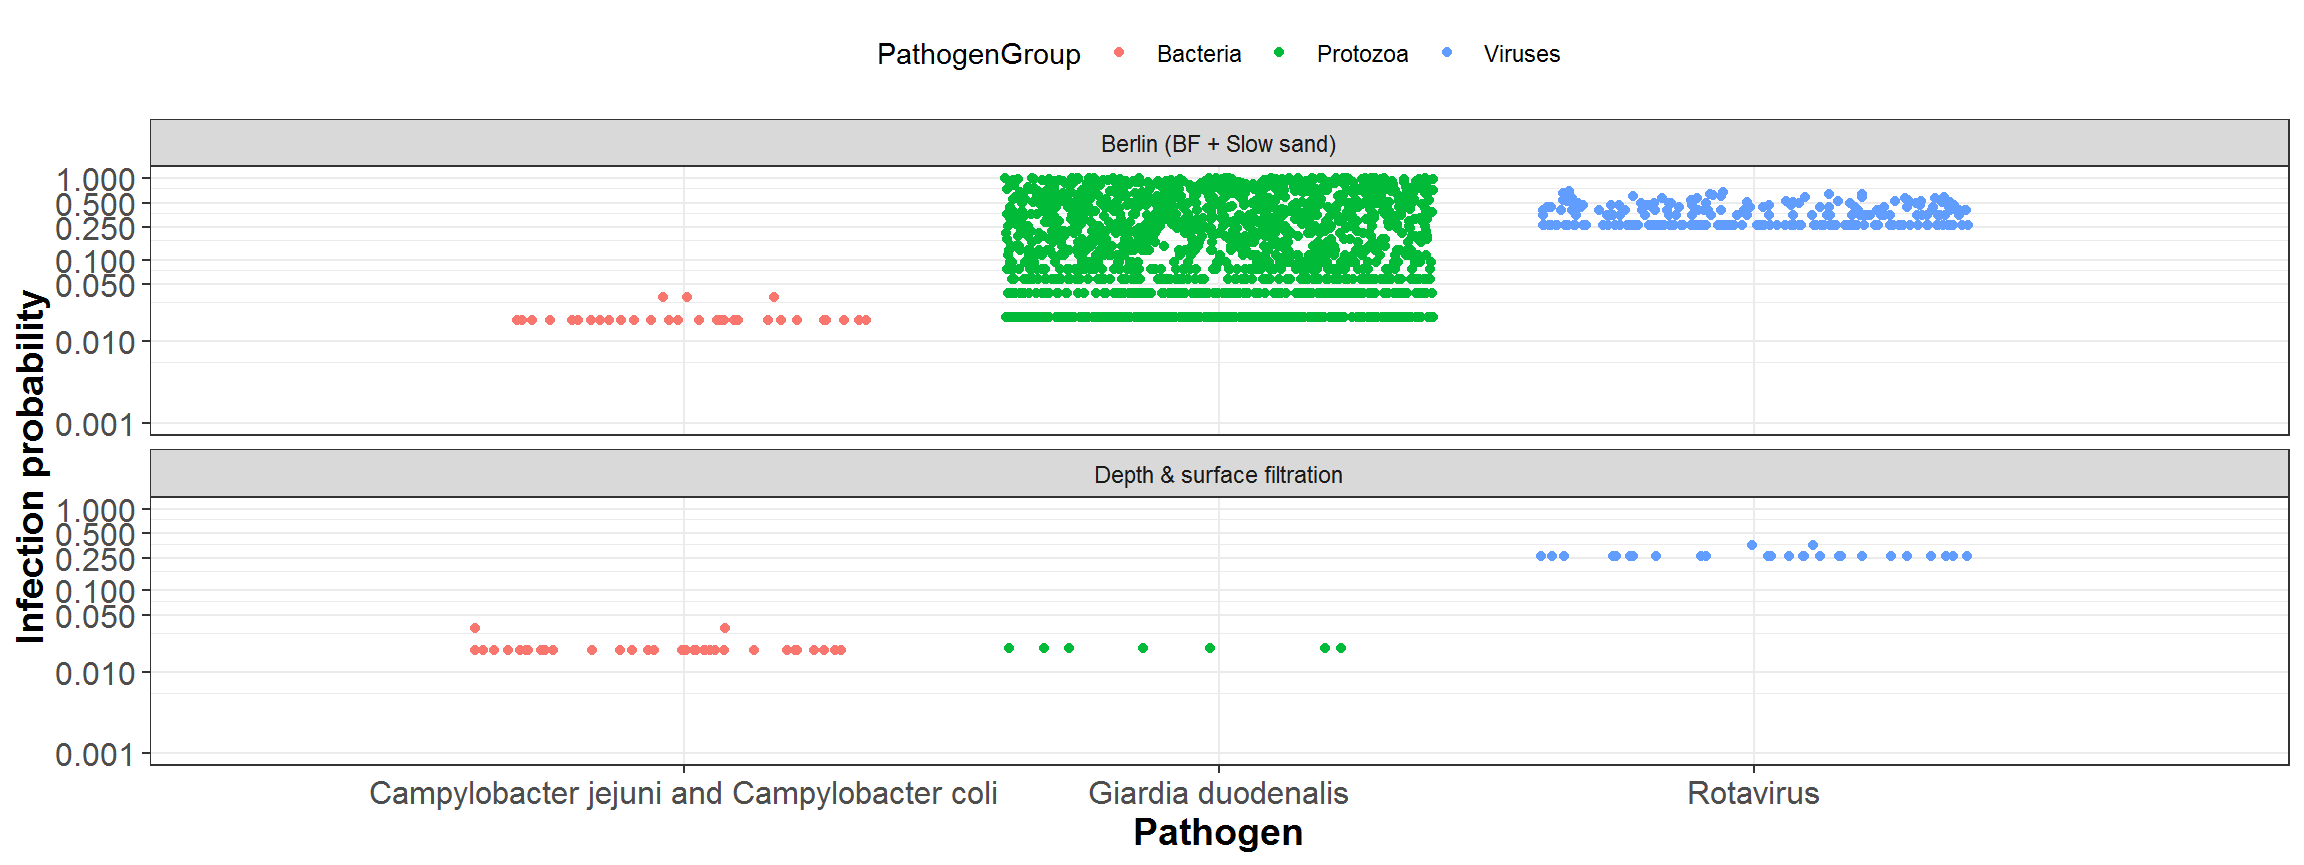 PathogenGroup Bacteria Protozoa Viruses
Berlin (BF + Slow sand)
1.000
0.500
0.250
0.100
0.050
0.010
0.001
Infection probability
Depth & surface filtration
1.000
0.500
0.250
0.100
0.050
0.010
0.001
Campylobacter jejuni and Campylobacter coli Giardia duodenalis Rotavirus
Pathogen